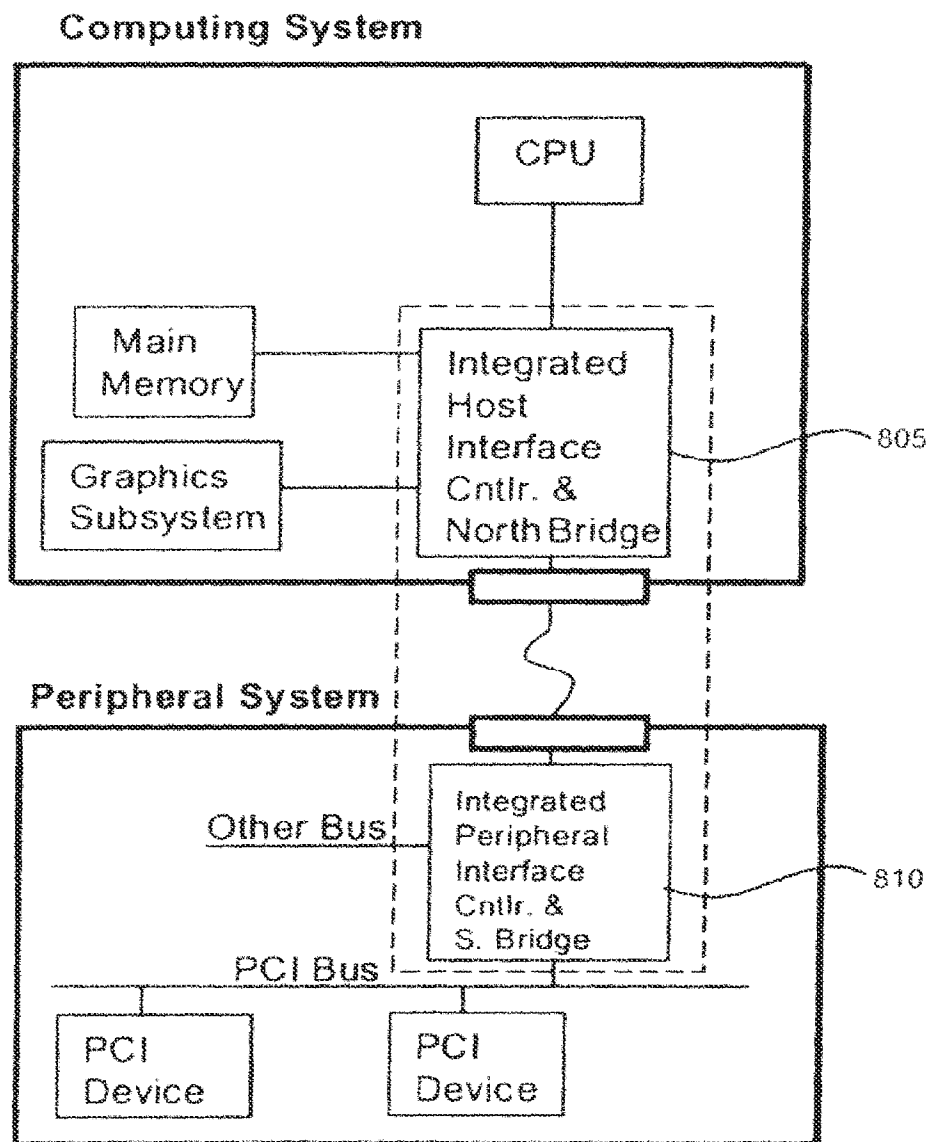 Computing System
CPU
Main
Memory
Graphics
Subsystem
Integrated
Host
Interface
Cntlr. &
North Bridge
805
Peripheral System
Other Bus
Integrated
Peripheral
Interface
Cntlr. &
S. Bridge
810
PCI Bus
PCI
Device
PCI
Device